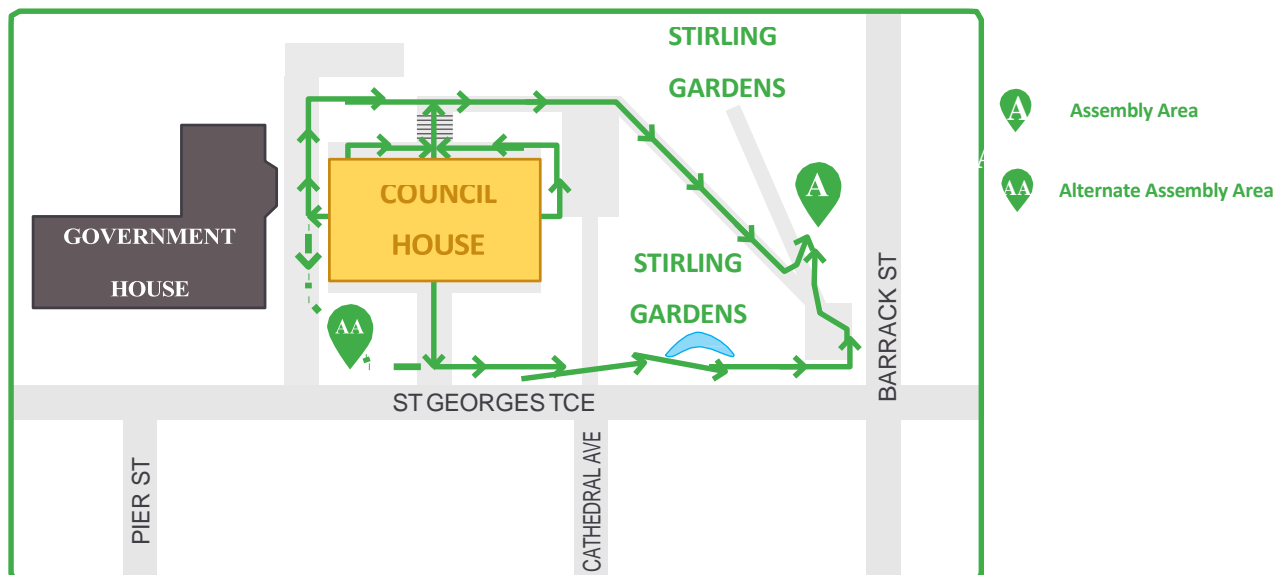 STIRLING
GARDENS
A
Assembly Area
A
AA
Alternate Assembly Area
A
COUNCIL
HOUSE
GOVERNMENT
HOUSE
STIRLING
GARDENS
AA
BARRACK ST
ST GEORGES TCE
PIER ST
CATHEDRAL AVE